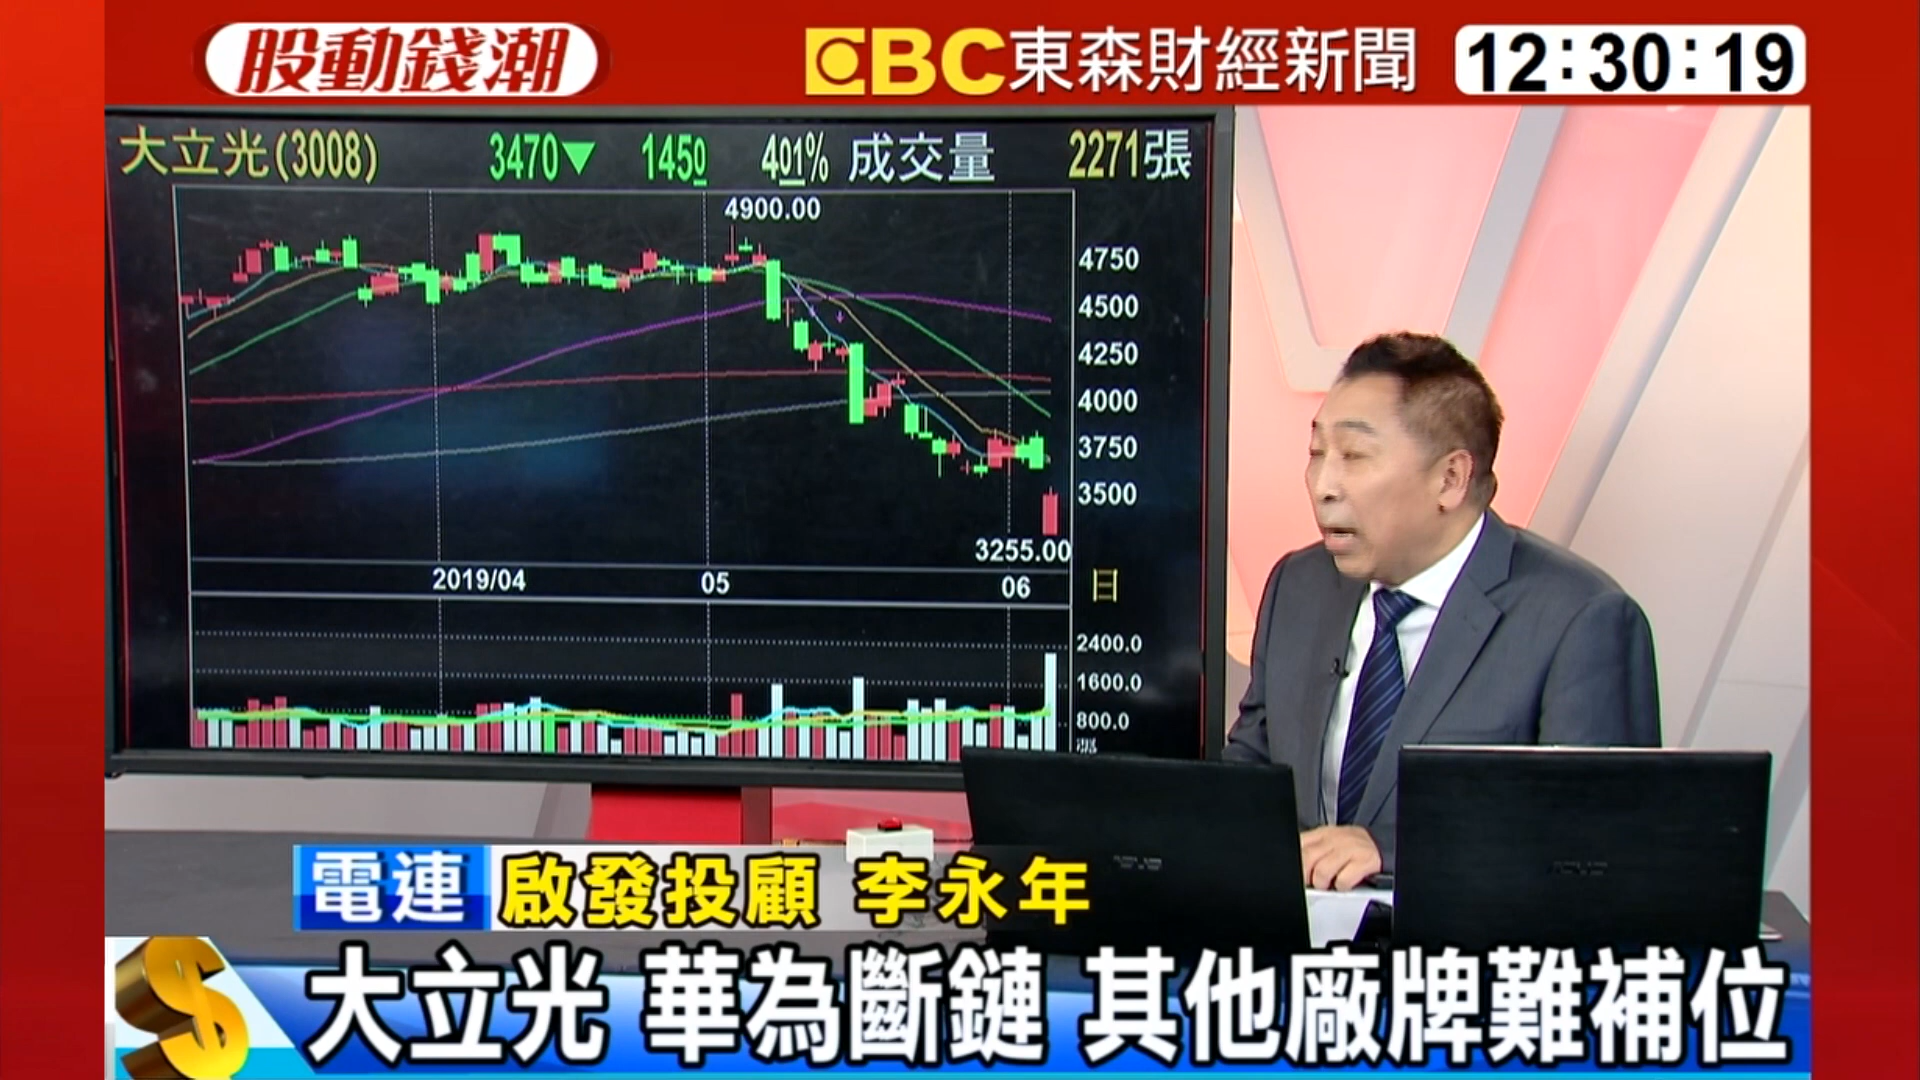 股動錢潮
EBC東森財經新聞 12:30:19
大立光(3008) 3470▼ 1450 401% 成交量 2271張
4900.00
4750
4500
4250
4000
3750
3500
3255.00
2019/04 05 06 日
2400.0
1600.0
800.0
電連 啟發投顧 李永年
大立光 華為斷鏈 其他廠牌難補位